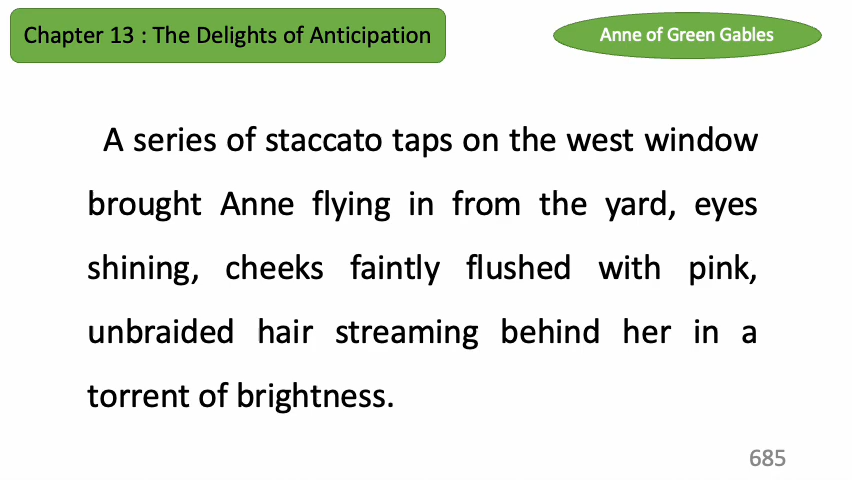 Chapter 13 : The Delights of Anticipation
Anne of Green Gables
A series of staccato taps on the west window
brought Anne flying in from the yard, eyes
shining, cheeks faintly flushed with pink,
unbraided hair streaming behind her in a
torrent of brightness.
685